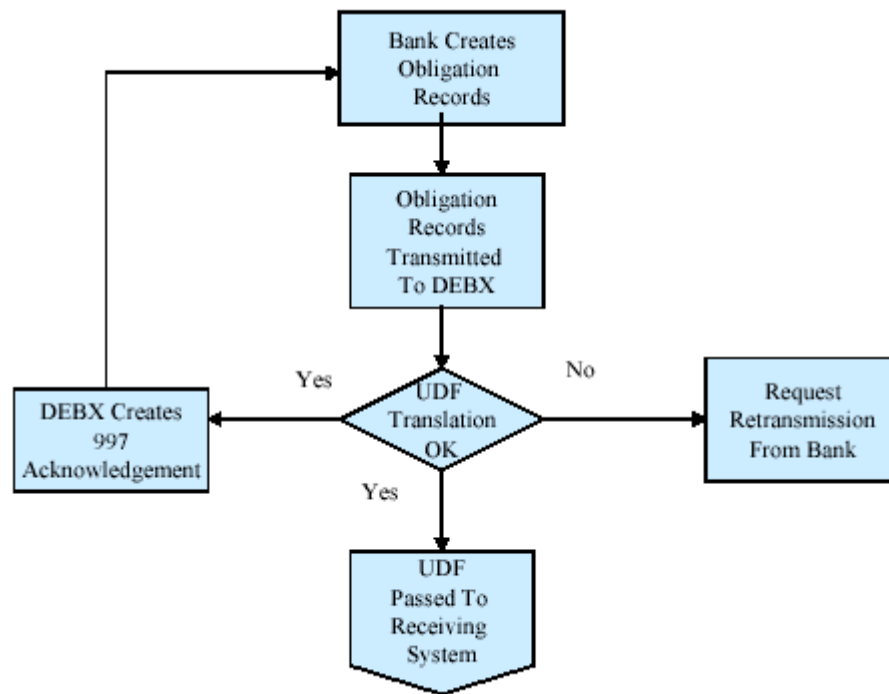 Bank Creates
Obligation
Records
Obligation
Records
Transmitted
To DEBX
Yes
No
DEBX Creates
997
Acknowledgement
UDF
Translation
OK
Request
Retransmission
From Bank
Yes
UDF
Passed To
Receiving
System